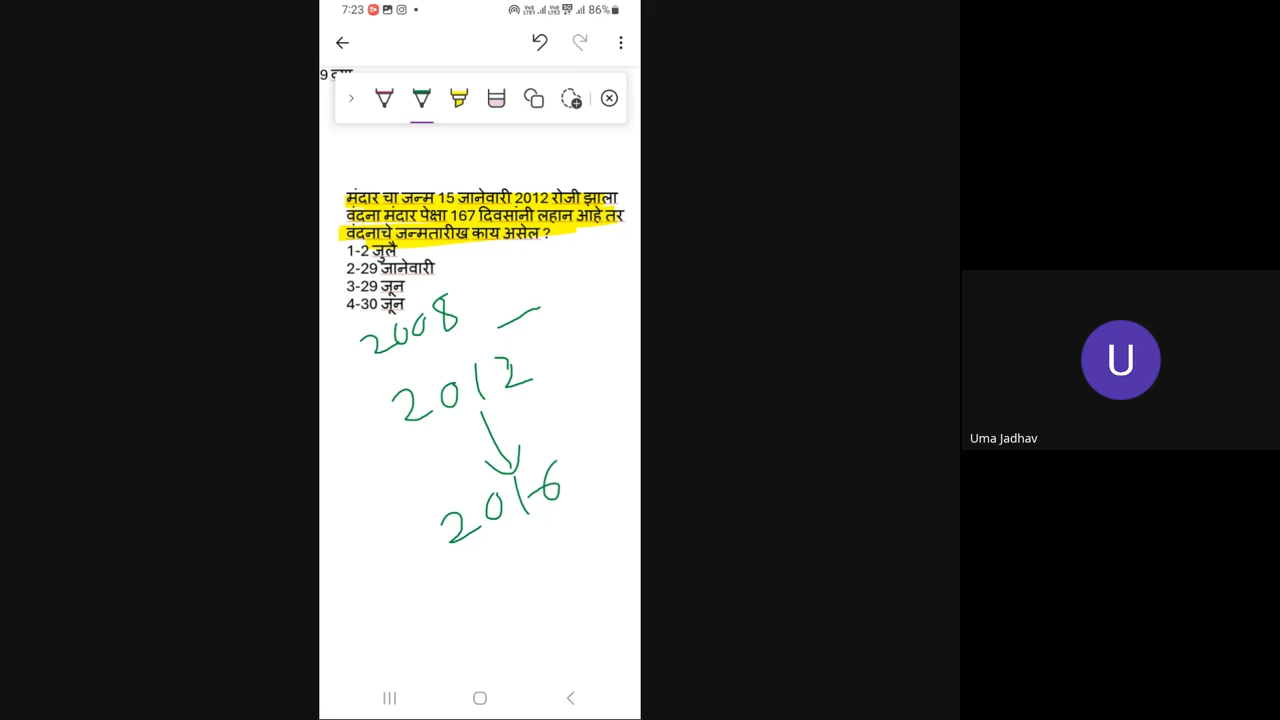 7:23
86%
9
मंदार चा जन्म 15 जानेवारी 2012 रोजी झाला
वंदना मंदार पेक्षा 167 दिवसांनी लहान आहे तर
वंदनाचे जन्मतारीख काय असेल ?
1-2 जुलै
2-29 जानेवारी
3-29 जून
4-30 जून
2008
2012
2016
U
Uma Jadhav